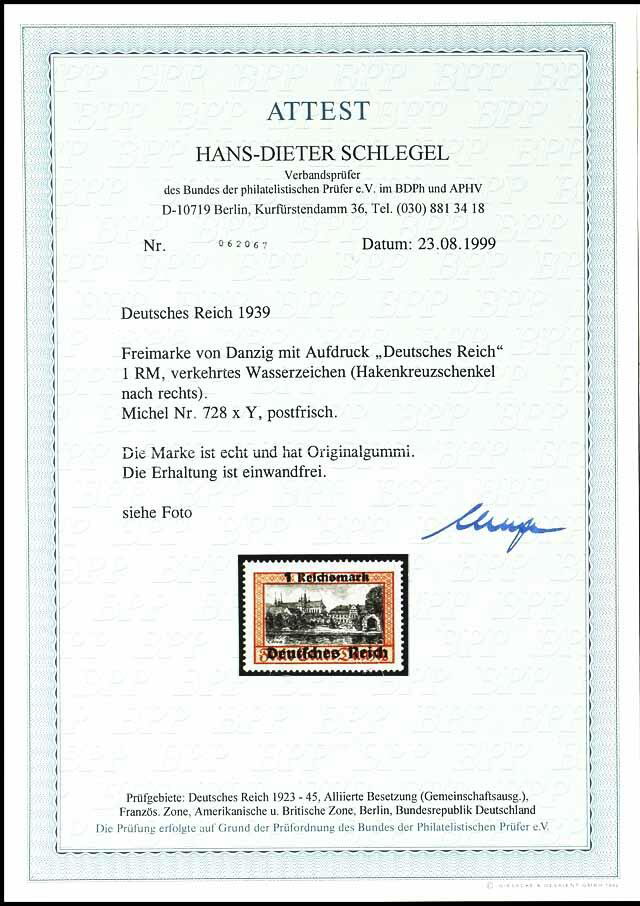 ATTEST
HANS-DIETER SCHLEGEL
Verbandsprüfer
des Bundes der philatelistischen Prüfer e.V. im BDPh und APHV
D-10719 Berlin, Kurfürstendamm 36, Tel. (030) 881 34 18
Nr. 062067 Datum: 23.08.1999
Deutsches Reich 1939
Freimarke von Danzig mit Aufdruck „Deutsches Reich“
1 RM, verkehrtes Wasserzeichen (Hakenkreuzschenkel
nach rechts).
Michel Nr. 728 x Y, postfrisch.
Die Marke ist echt und hat Originalgummi.
Die Erhaltung ist einwandfrei.
siehe Foto
1 Reichsmark
Deutsches Reich
Prüfgebiete: Deutsches Reich 1923 - 45, Alliierte Besetzung (Gemeinschaftsausg.),
Französ. Zone, Amerikanische u. Britische Zone, Berlin, Bundesrepublik Deutschland
Die Prüfung erfolgte auf Grund der Prüfordnung des Bundes der Philatelistischen Prüfer e.V.